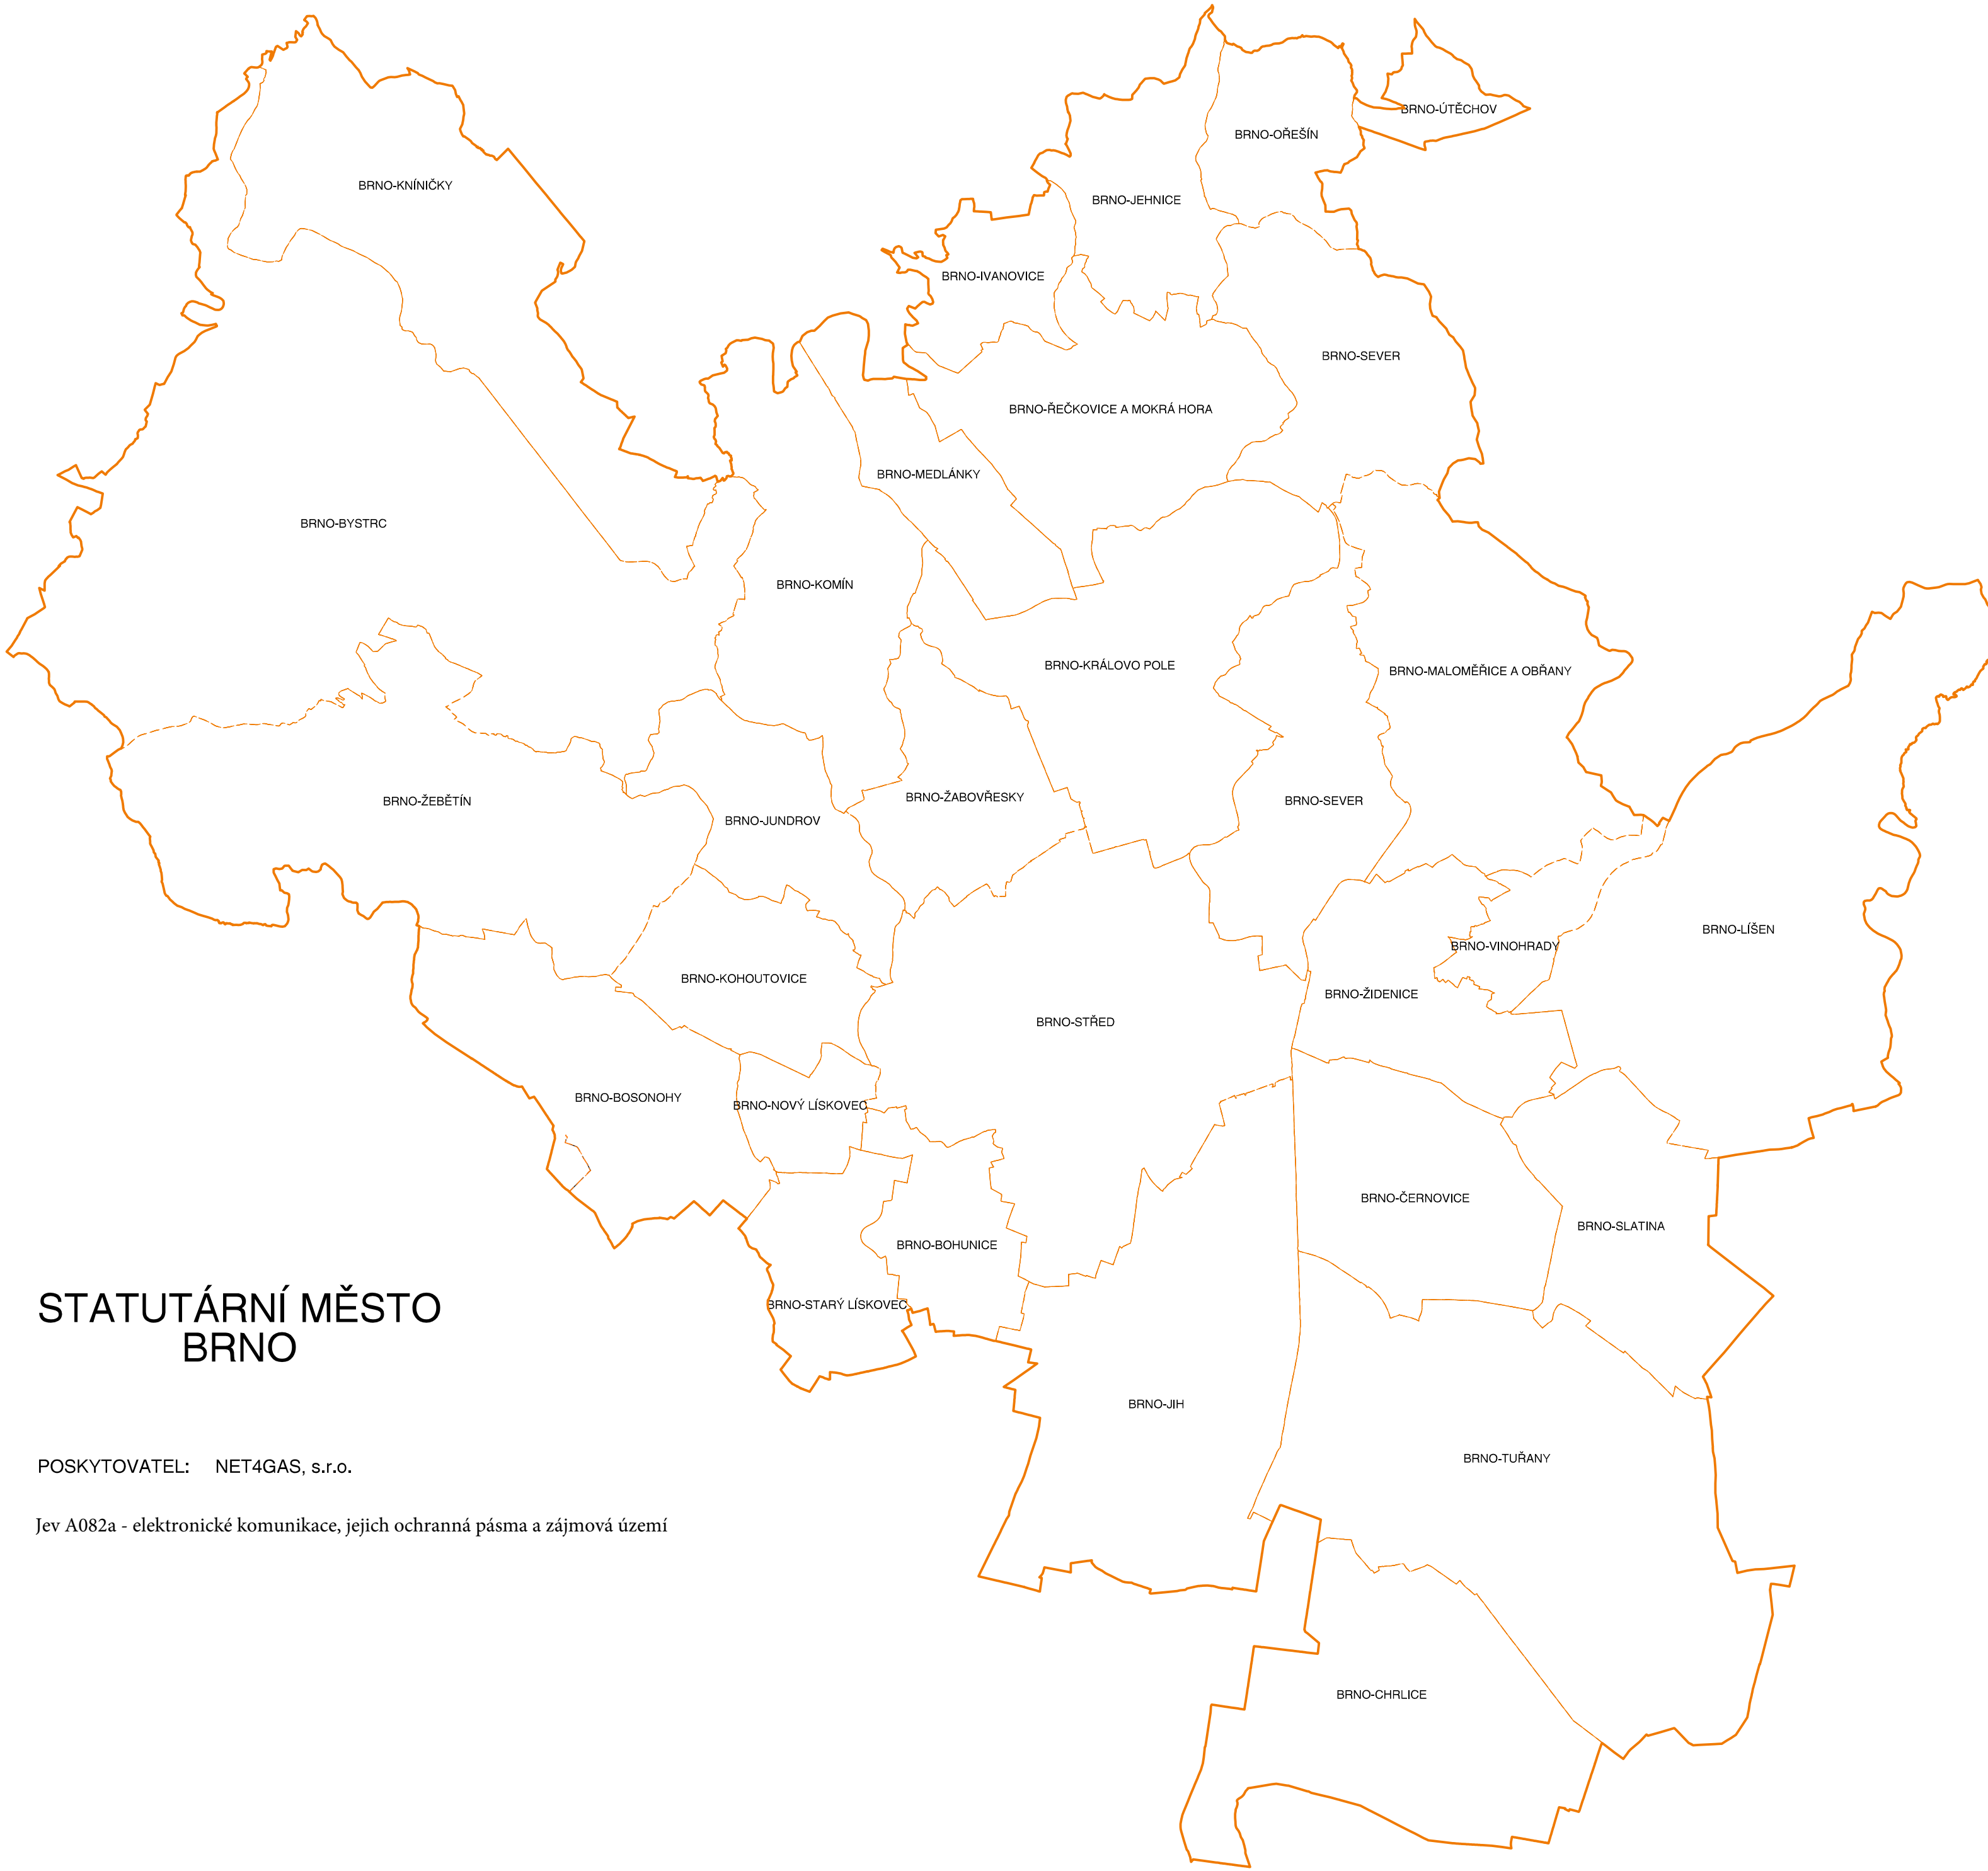 BRNO-ÚTĚCHOV
BRNO-OŘEŠÍN
BRNO-KNÍNIČKY
BRNO-JEHNICE
BRNO-IVANOVICE
BRNO-SEVER
BRNO-ŘEČKOVICE A MOKRÁ HORA
BRNO-MEDLÁNKY
BRNO-BYSTRC
BRNO-KOMÍN
BRNO-KRÁLOVO POLE
BRNO-MALOMĚŘICE A OBŘANY
BRNO-ŽEBĚTÍN
BRNO-ŽABOVŘESKY
BRNO-SEVER
BRNO-JUNDROV
BRNO-LÍŠEN
BRNO-VINOHRADY
BRNO-KOHOUTOVICE
BRNO-ŽIDENICE
BRNO-STŘED
BRNO-BOSONOHY
BRNO-NOVÝ LÍSKOVEC
BRNO-ČERNOVICE
BRNO-SLATINA
BRNO-BOHUNICE
BRNO-STARÝ LÍSKOVEC
STATUTÁRNÍ MĚSTO
BRNO
BRNO-JIH
BRNO-TUŘANY
POSKYTOVATEL: NET4GAS, s.r.o.
Jev A082a - elektronické komunikace, jejich ochranná pásma a zájmová území
BRNO-CHRLICE